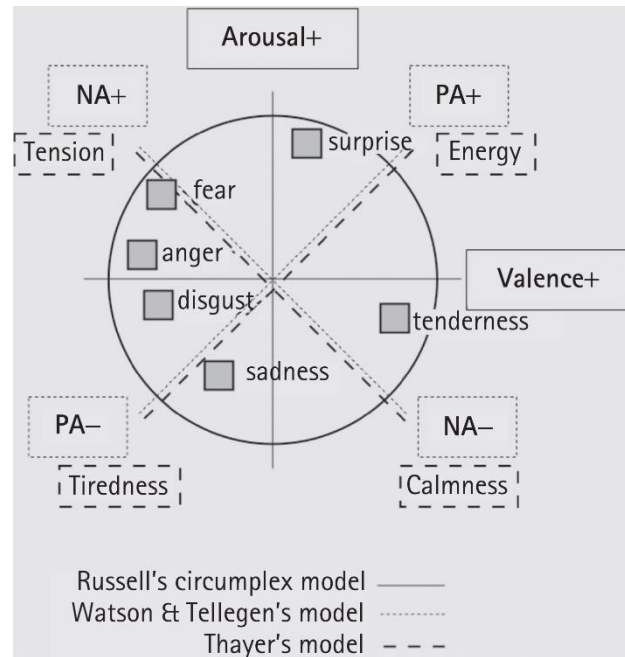 Arousal+
NA+
PA+
Tension
Energy
surprise
fear
anger
Valence+
disgust
tenderness
sadness
PA–
NA–
Tiredness
Calmness
Russell's circumplex model
Watson & Tellegen's model
Thayer's model